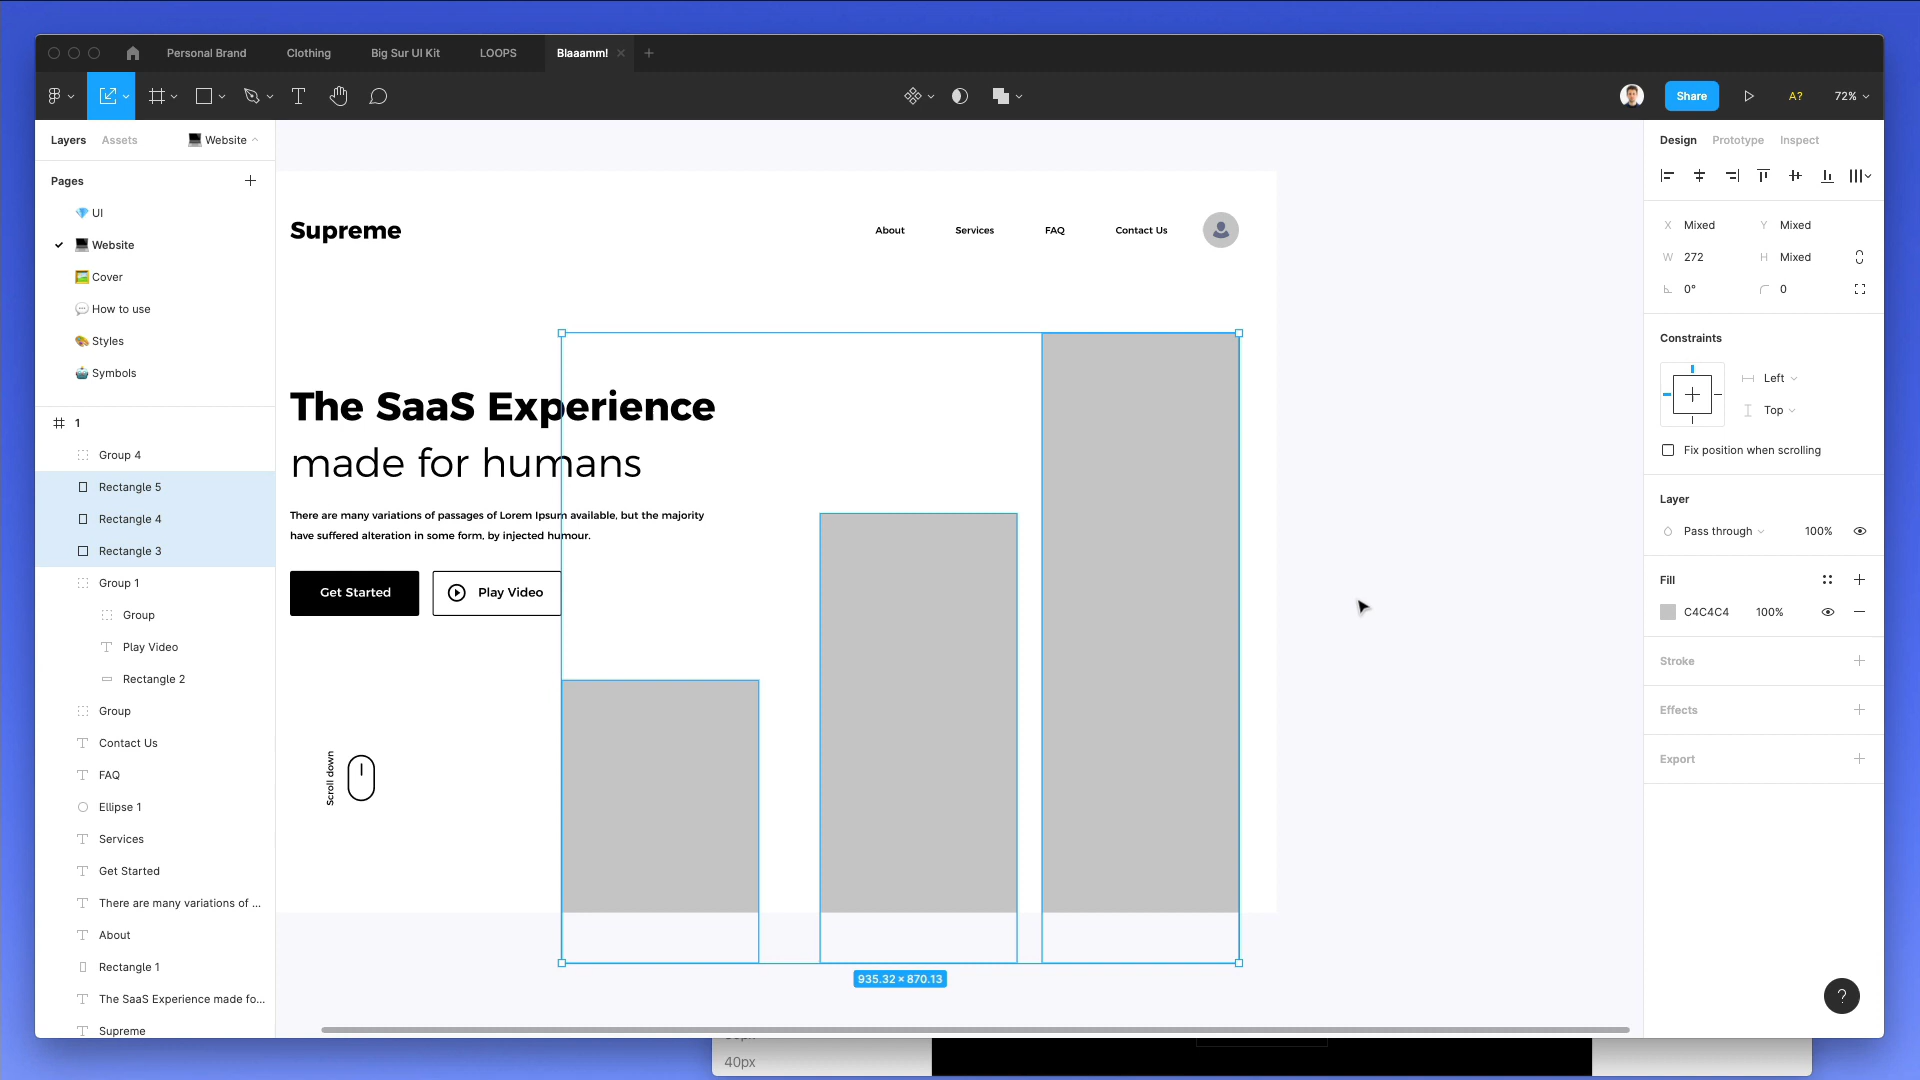 Personal Brand
Clothing
Big Sur UI Kit
LOOPS
Blaaamm!
Share
A?
72%
Layers
Assets
Website
Pages
UI
Website
Cover
How to use
Styles
Symbols
1
Group 4
Rectangle 5
Rectangle 4
Rectangle 3
Group 1
Group
Play Video
Rectangle 2
Group
Contact Us
FAQ
Ellipse 1
Services
Get Started
There are many variations of ...
About
Rectangle 1
The SaaS Experience made fo...
Supreme
Supreme
About
Services
FAQ
Contact Us
The SaaS Experience
made for humans
There are many variations of passages of Lorem Ipsum available, but the majority
have suffered alteration in some form, by injected humour.
Get Started
Play Video
Scroll down
935.32 × 870.13
Design
Prototype
Inspect
X Mixed
Y Mixed
W 272
H Mixed
0°
0
Constraints
Left
Top
Fix position when scrolling
Layer
Pass through
100%
Fill
C4C4C4
100%
Stroke
Effects
Export
?
40px